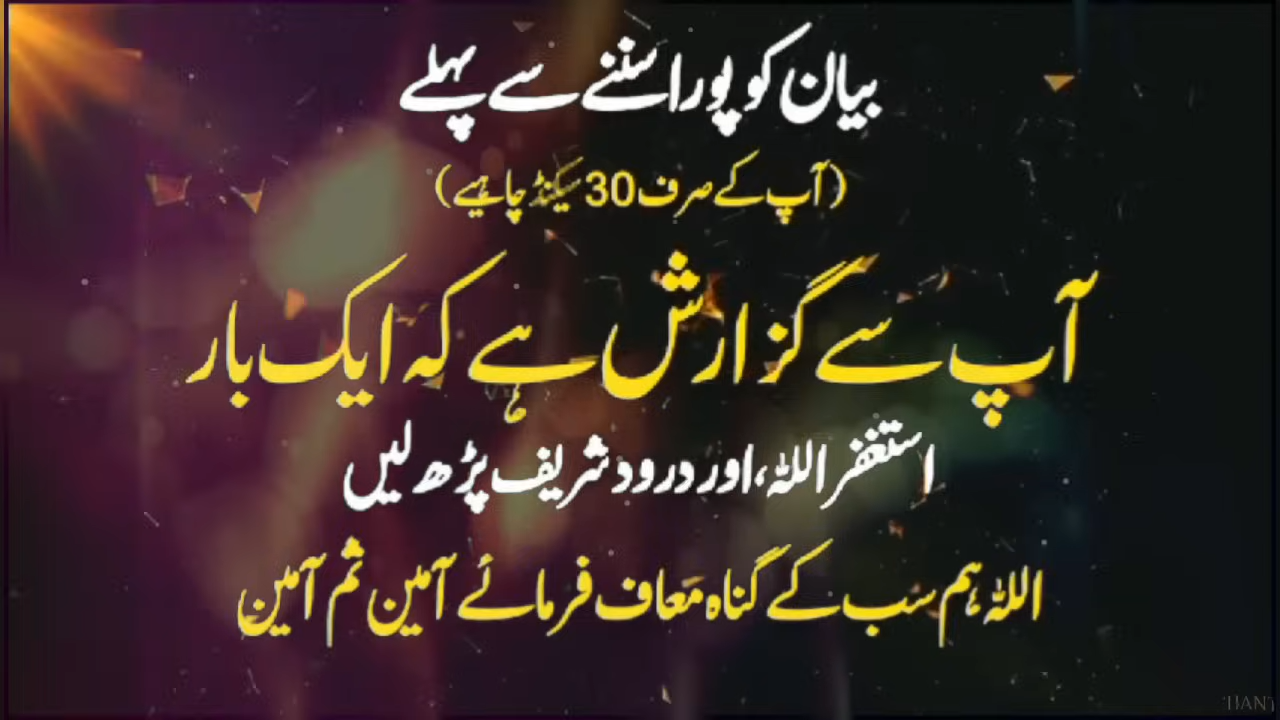 بیان کو پورا سننے سے پہلے
(آپ کے صرف 30 سیکنڈ چاہیے)
آپ سے گزارش ہے کہ ایک بار
استغفر اللہ، اور درود شریف پڑھ لیں
اللہ ہم سب کے گناہ معاف فرمائے آمین ثم آمین